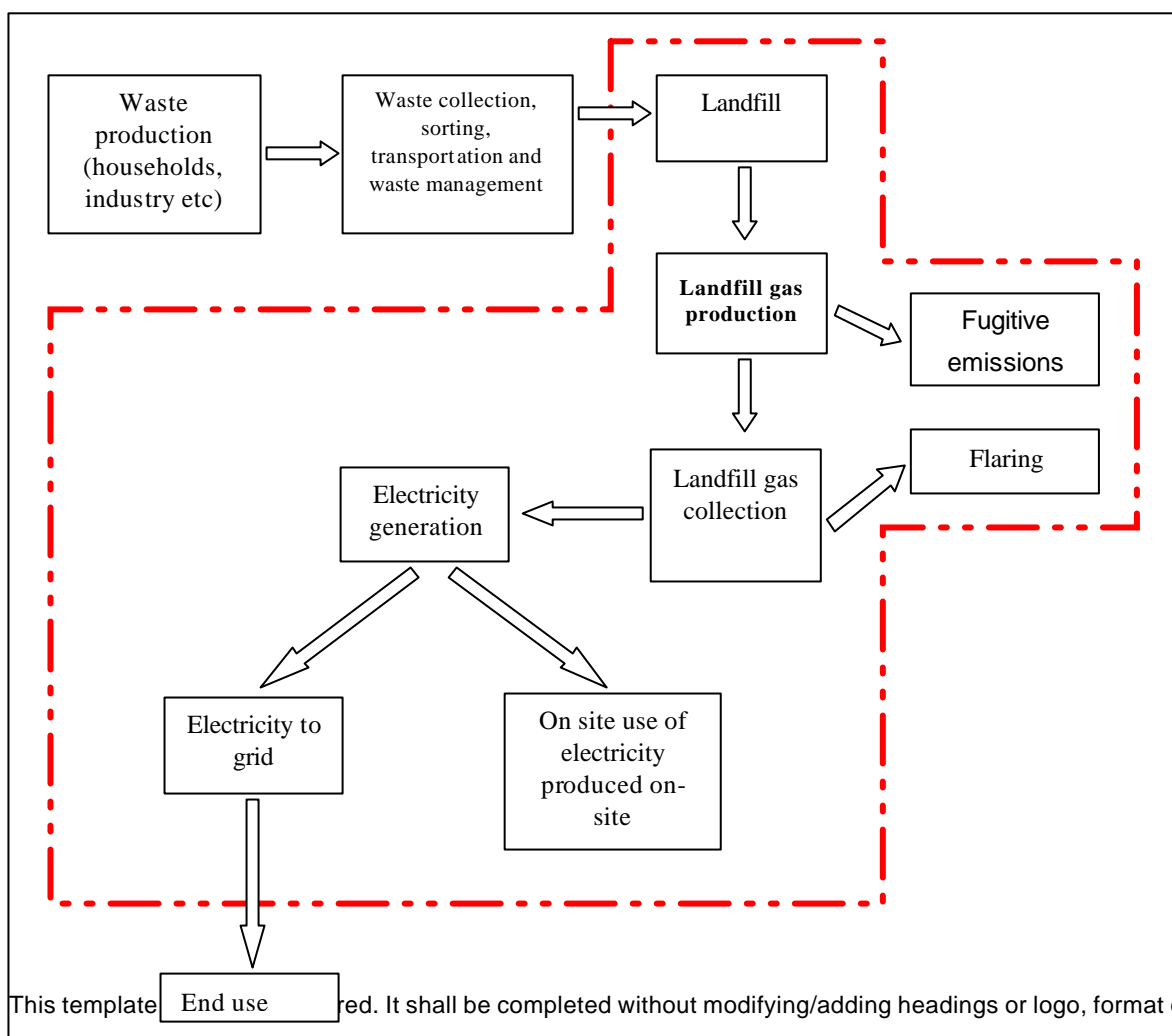 Waste
production
(households,
industry etc)
Waste collection,
sorting,
transportation and
waste management
Landfill
Landfill gas
production
Fugitive
emissions
Landfill gas
collection
Flaring
Electricity
generation
Electricity to
grid
On site use of
electricity
produced on-
site
End use
This template red. It shall be completed without modifying/adding headings or logo, format